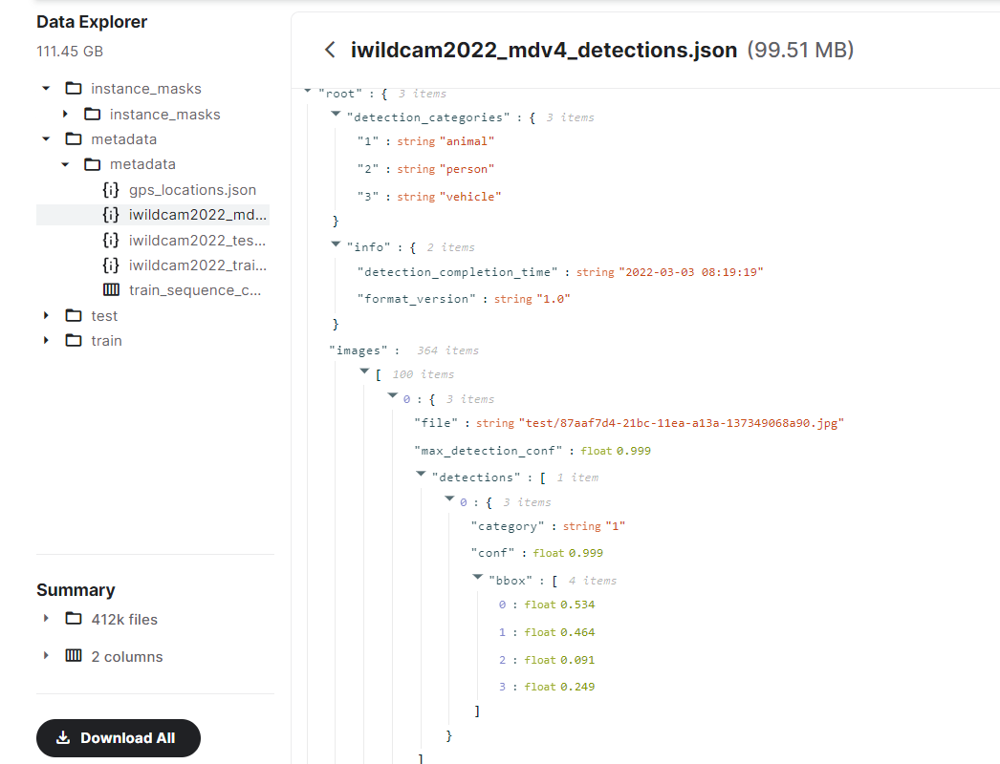 Data Explorer
111.45 GB
instance_masks
instance_masks
metadata
metadata
gps_locations.json
iwildcam2022_md...
iwildcam2022_tes...
iwildcam2022_trai...
train_sequence_c...
test
train
Summary
412k files
2 columns
Download All
iwildcam2022_mdv4_detections.json (99.51 MB)
"root" : { 3 items
"detection_categories" : { 3 items
"1" : string "animal"
"2" : string "person"
"3" : string "vehicle"
}
"info" : { 2 items
"detection_completion_time" : string "2022-03-03 08:19:19"
"format_version" : string "1.0"
}
"images" : 364 items
[ 100 items
0 : { 3 items
"file" : string "test/87aaf7d4-21bc-11ea-a13a-137349068a90.jpg"
"max_detection_conf" : float 0.999
"detections" : [ 1 item
0 : { 3 items
"category" : string "1"
"conf" : float 0.999
"bbox" : [ 4 items
0 : float 0.534
1 : float 0.464
2 : float 0.091
3 : float 0.249
]
}
]